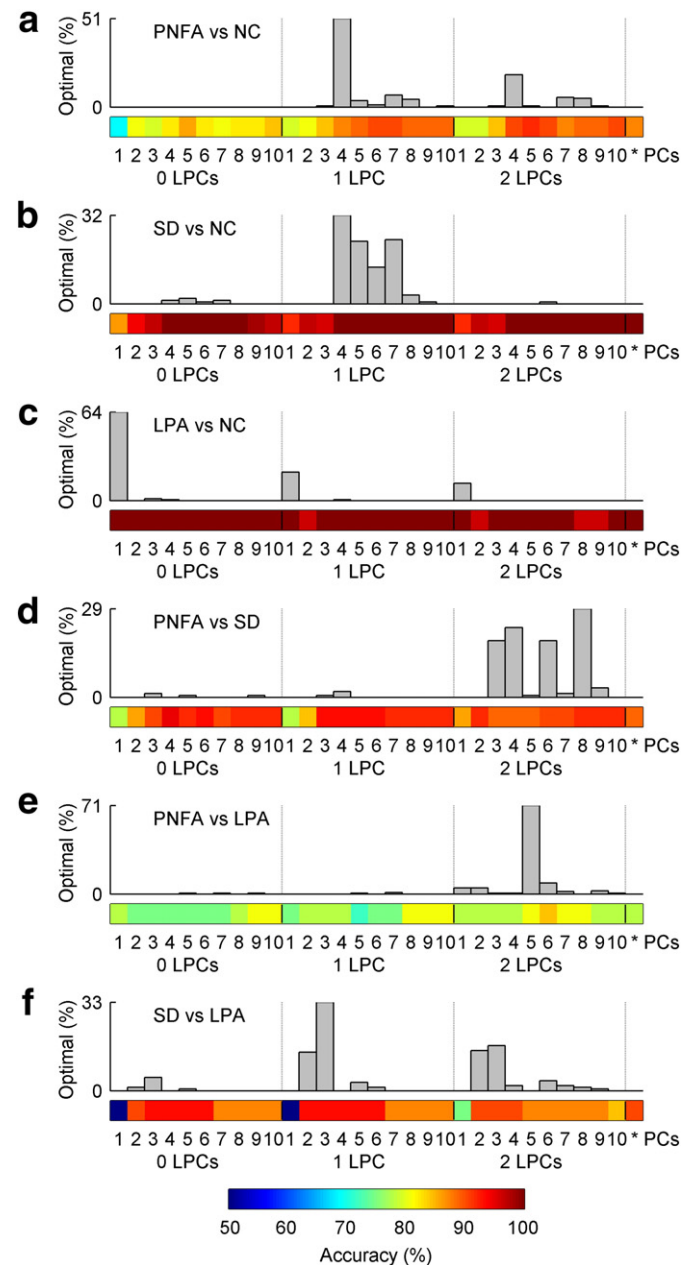 a
PNFA vs NC
Optimal (%)
51
0
1 2 3 4 5 6 7 8 9 10 1 2 3 4 5 6 7 8 9 10 1 2 3 4 5 6 7 8 9 10 * PCs
0 LPCs 1 LPC 2 LPCs
b
SD vs NC
Optimal (%)
32
0
1 2 3 4 5 6 7 8 9 10 1 2 3 4 5 6 7 8 9 10 1 2 3 4 5 6 7 8 9 10 * PCs
0 LPCs 1 LPC 2 LPCs
c
LPA vs NC
Optimal (%)
64
0
1 2 3 4 5 6 7 8 9 10 1 2 3 4 5 6 7 8 9 10 1 2 3 4 5 6 7 8 9 10 * PCs
0 LPCs 1 LPC 2 LPCs
d
PNFA vs SD
Optimal (%)
29
0
1 2 3 4 5 6 7 8 9 10 1 2 3 4 5 6 7 8 9 10 1 2 3 4 5 6 7 8 9 10 * PCs
0 LPCs 1 LPC 2 LPCs
e
PNFA vs LPA
Optimal (%)
71
0
1 2 3 4 5 6 7 8 9 10 1 2 3 4 5 6 7 8 9 10 1 2 3 4 5 6 7 8 9 10 * PCs
0 LPCs 1 LPC 2 LPCs
f
SD vs LPA
Optimal (%)
33
0
1 2 3 4 5 6 7 8 9 10 1 2 3 4 5 6 7 8 9 10 1 2 3 4 5 6 7 8 9 10 * PCs
0 LPCs 1 LPC 2 LPCs
50 60 70 80 90 100
Accuracy (%)